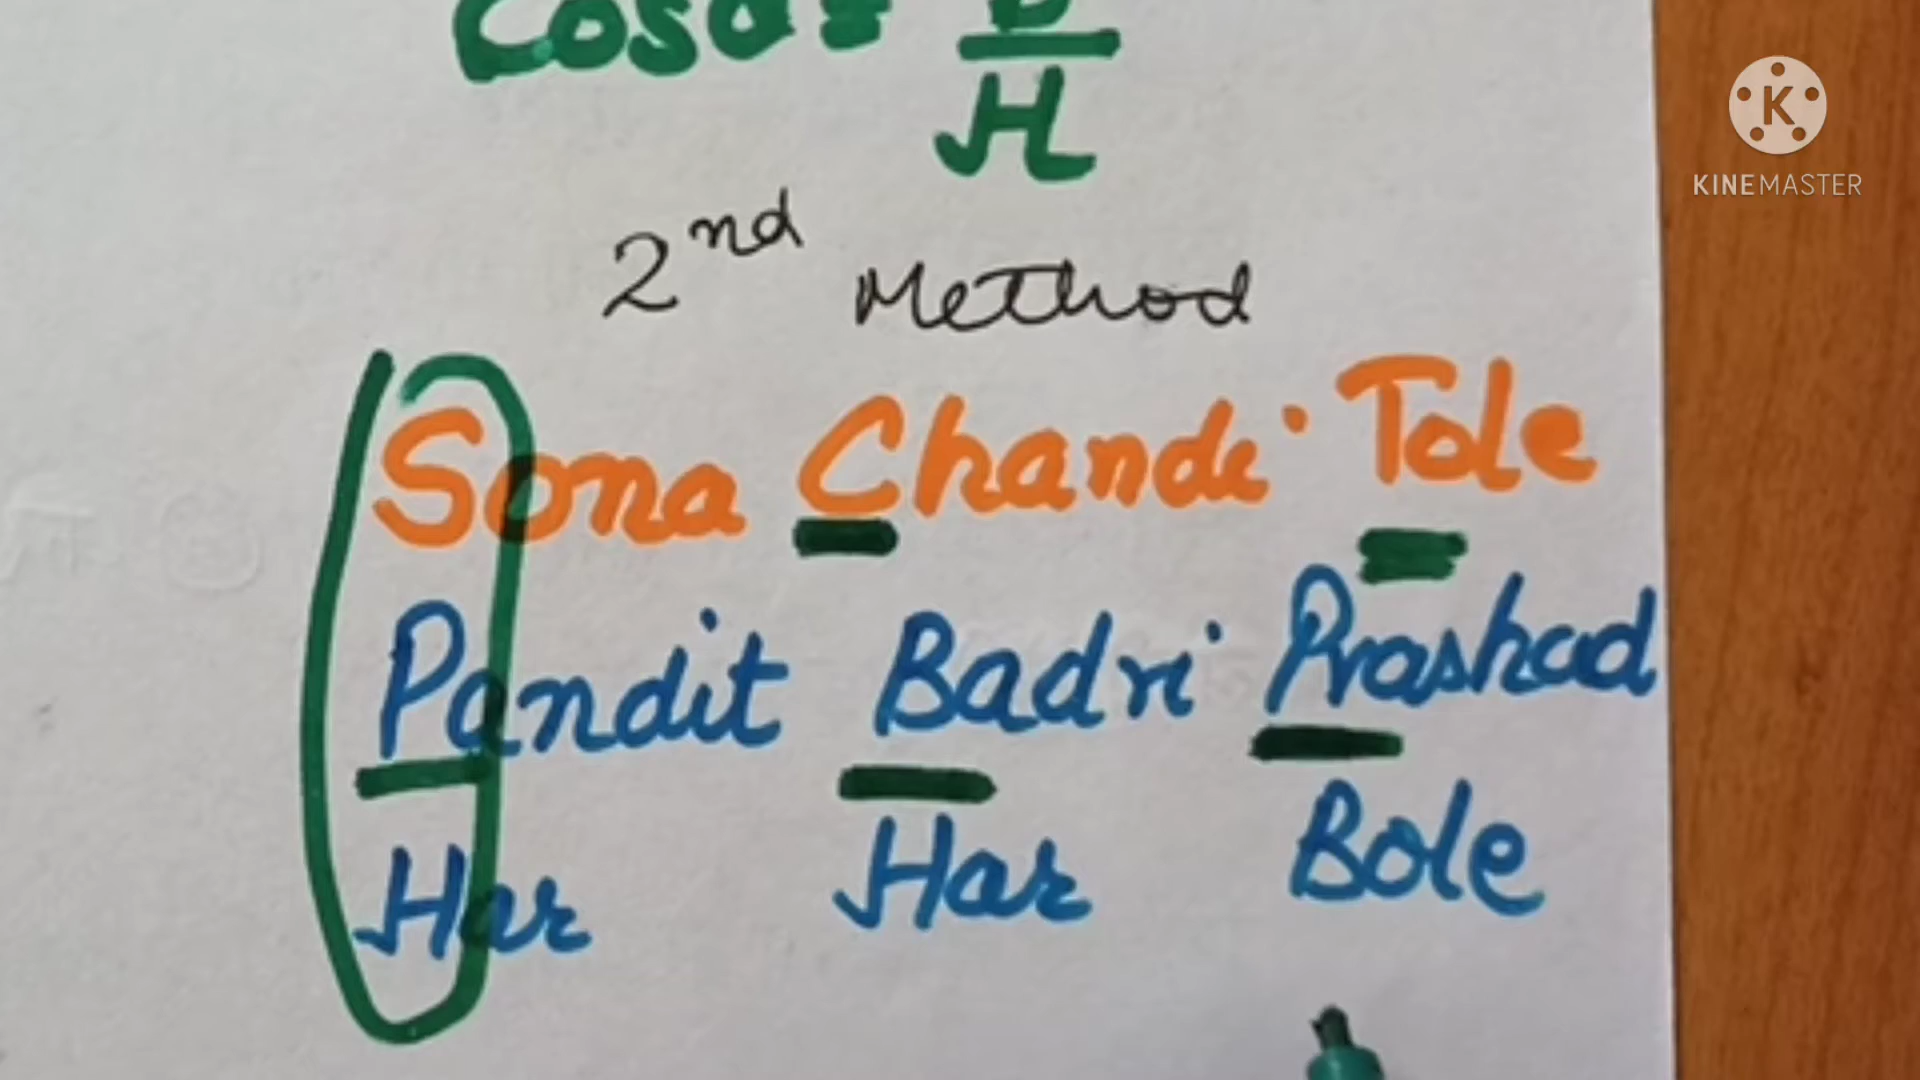 Cosθ = B
H
KINEMASTER
2nd Method
Sona Chandi Tole
Pandit Badri Prashad
Har Har Bole